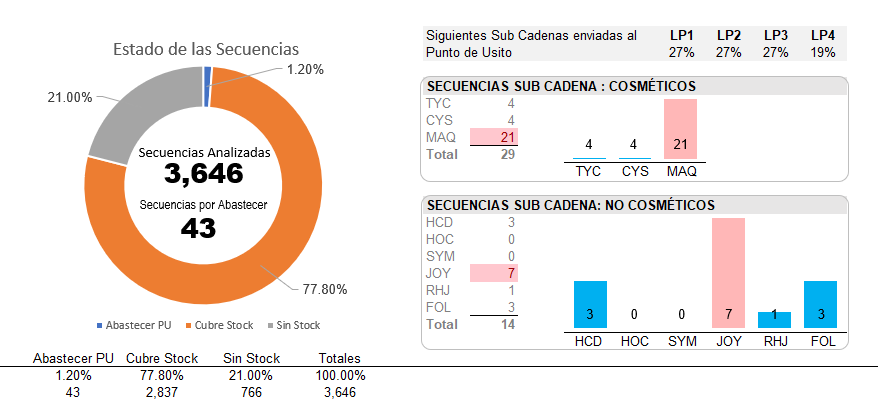 Estado de las Secuencias
1.20%
21.00%
Secuencias Analizadas
3,646
Secuencias por Abastecer
43
77.80%
Abastecer PU Cubre Stock Sin Stock
Abastecer PU Cubre Stock Sin Stock Totales
1.20% 77.80% 21.00% 100.00%
43 2,837 766 3,646
Siguientes Sub Cadenas enviadas al LP1 LP2 LP3 LP4
Punto de Usito 27% 27% 27% 19%
SECUENCIAS SUB CADENA : COSMÉTICOS
TYC 4
CYS 4
MAQ 21
Total 29
4 4 21
TYC CYS MAQ
SECUENCIAS SUB CADENA: NO COSMÉTICOS
HCD 3
HOC 0
SYM 0
JOY 7
RHJ 1
FOL 3
Total 14
3 0 0 7 1 3
HCD HOC SYM JOY RHJ FOL